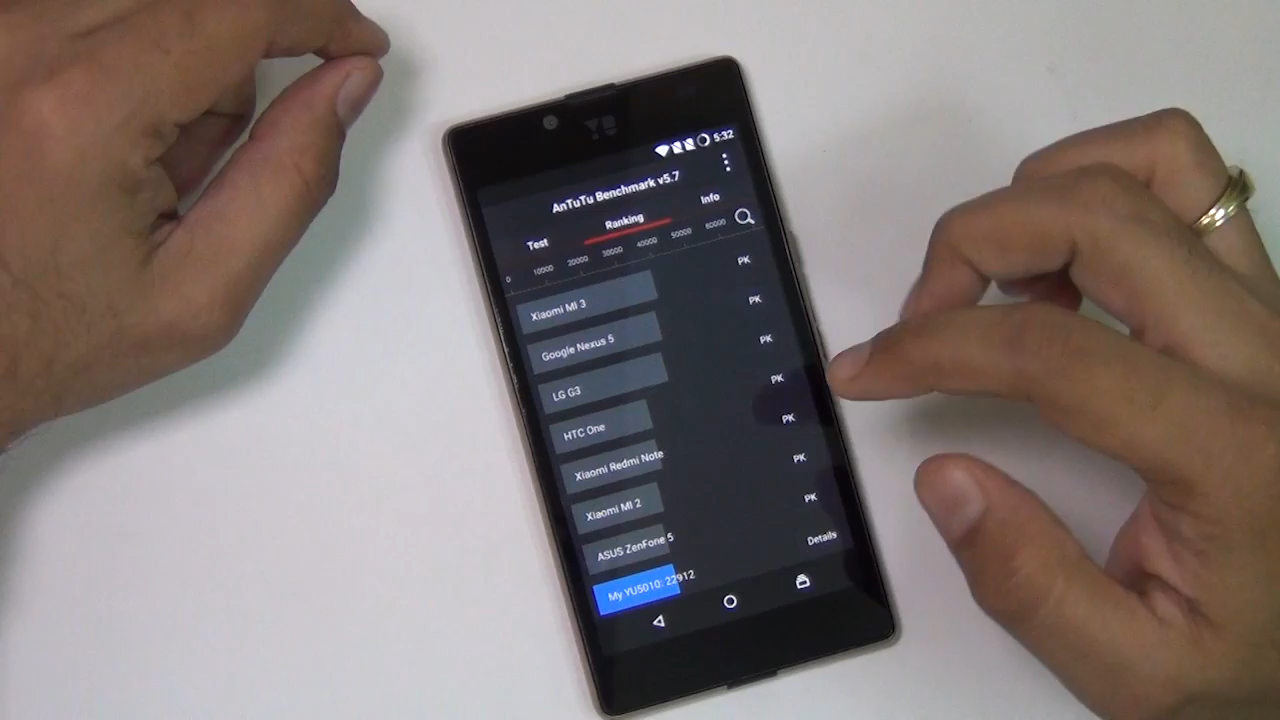 YU
5:32
AnTuTu Benchmark v5.7
Test Ranking Info
0 10000 20000 30000 40000 50000 60000
PK
Xiaomi MI 3 PK
Google Nexus 5 PK
LG G3 PK
HTC One PK
Xiaomi Redmi Note PK
Xiaomi MI 2 PK
ASUS ZenFone 5 Details
My YU5010: 22912